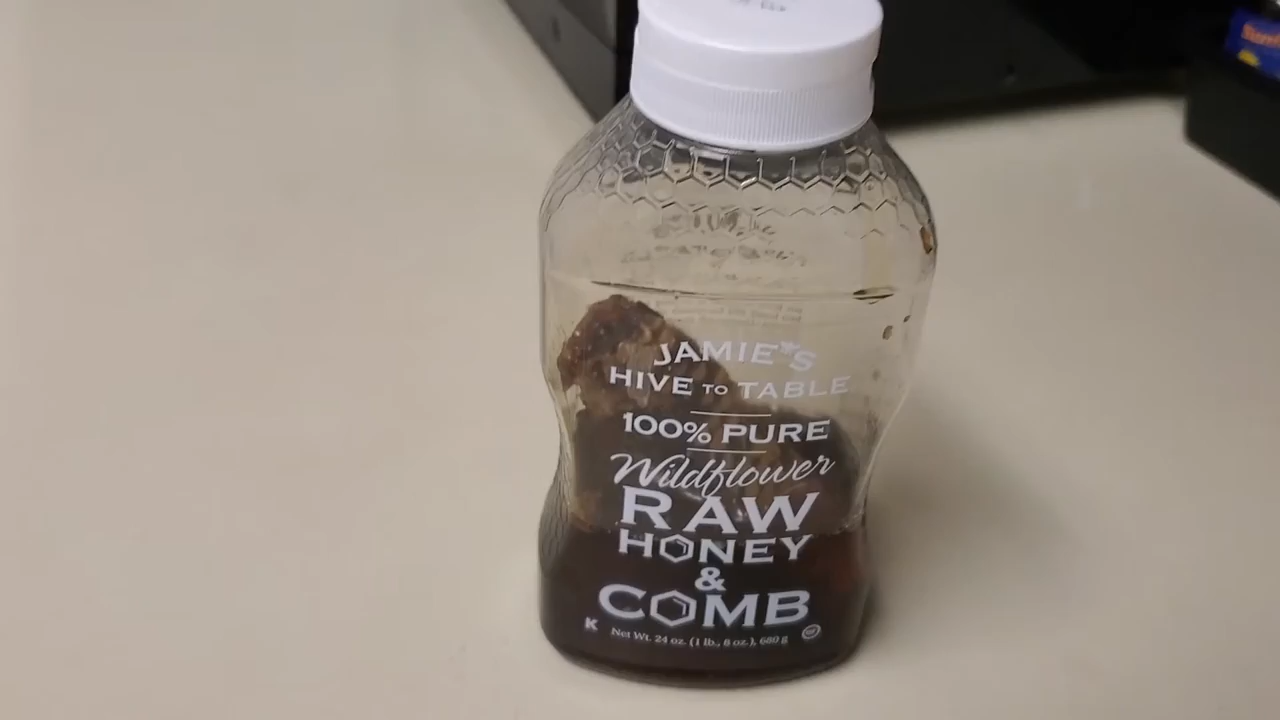 JAMIE'S
HIVE TO TABLE
100% PURE
Wildflower
RAW
HONEY
&
COMB
K
Net Wt. 24 oz. (1 lb., 8 oz.), 680 g